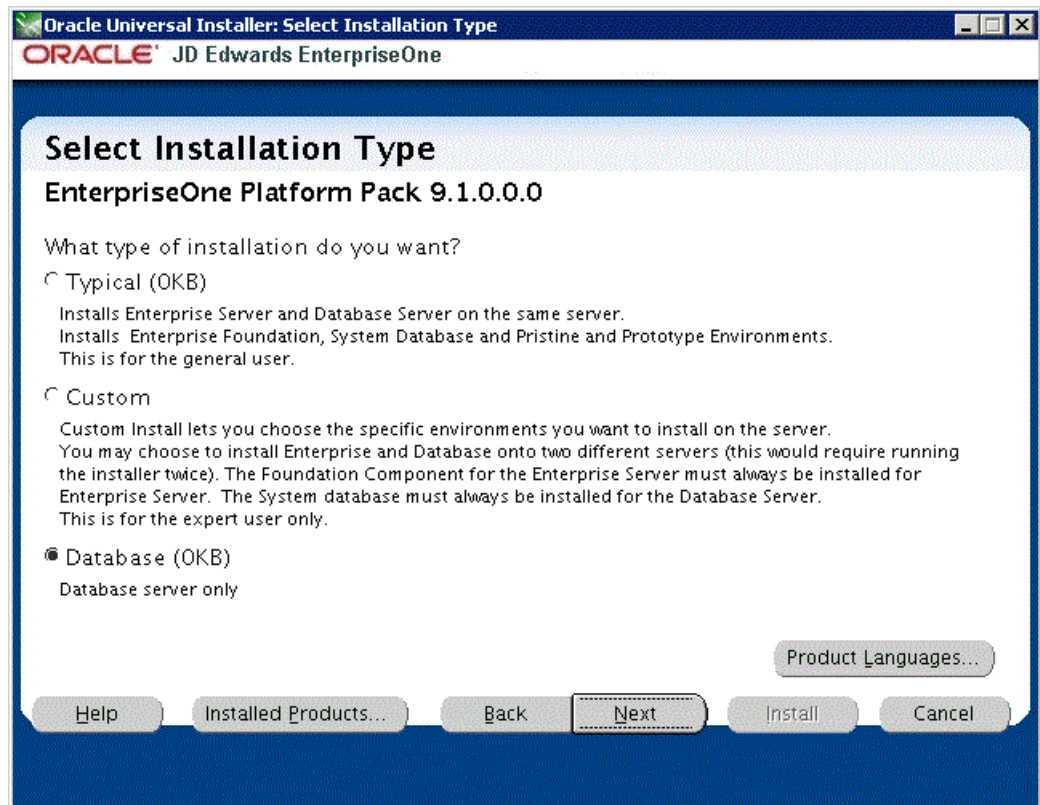 Oracle Universal Installer: Select Installation Type
ORACLE JD Edwards EnterpriseOne
Select Installation Type
EnterpriseOne Platform Pack 9.1.0.0.0
What type of installation do you want?
Typical (0KB)
Installs Enterprise Server and Database Server on the same server.
Installs Enterprise Foundation, System Database and Pristine and Prototype Environments.
This is for the general user.
Custom
Custom Install lets you choose the specific environments you want to install on the server.
You may choose to install Enterprise and Database onto two different servers (this would require running
the installer twice). The Foundation Component for the Enterprise Server must always be installed for
Enterprise Server. The System database must always be installed for the Database Server.
This is for the expert user only.
Database (0KB)
Database server only
Product Languages...
Help Installed Products... Back Next Install Cancel